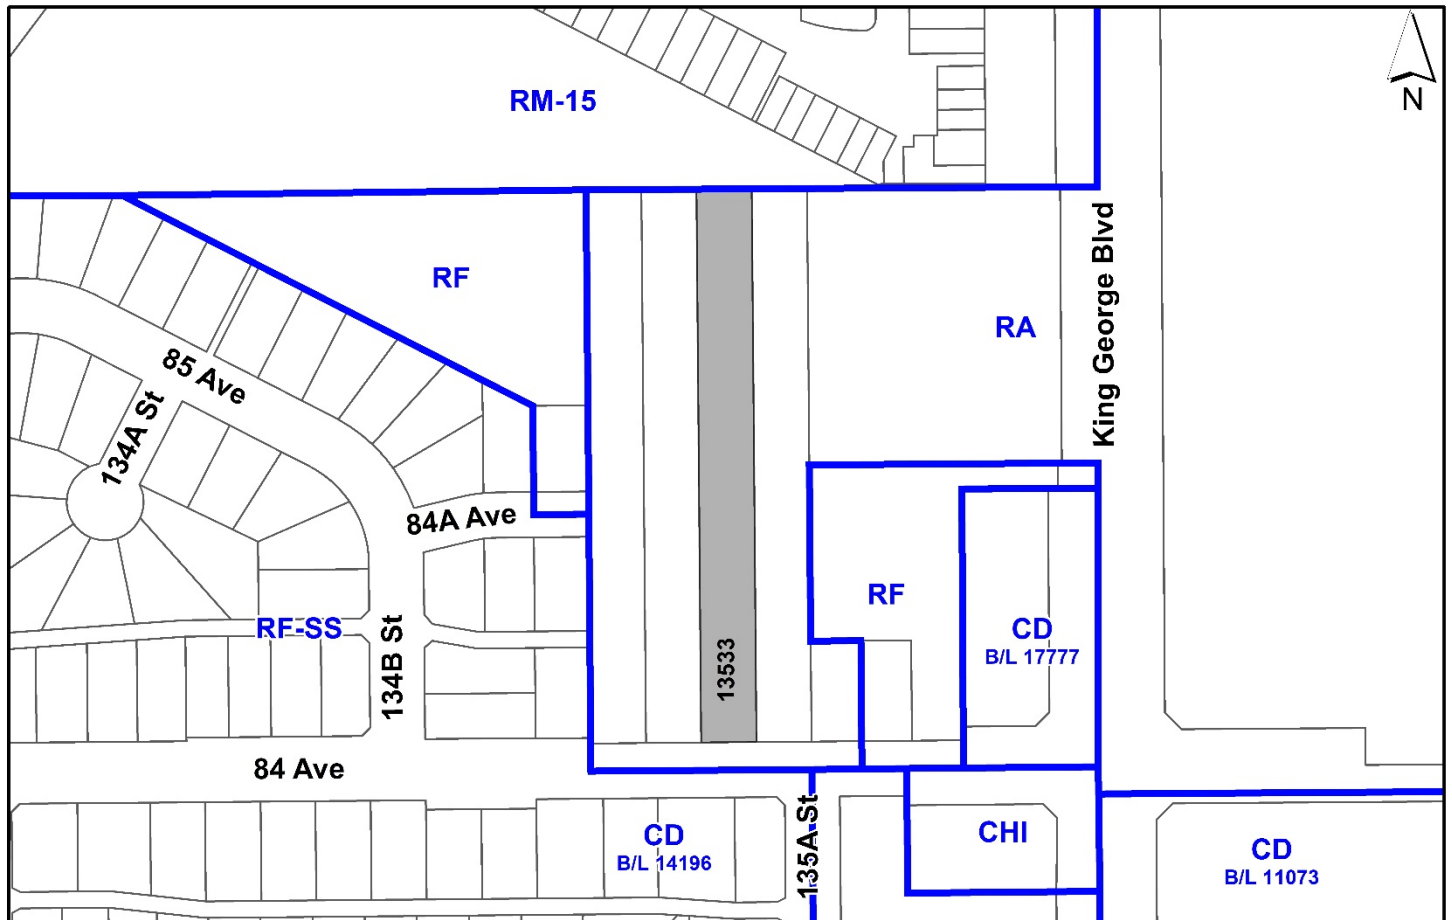 RM-15
N
RF
King George Blvd
RA
85 Ave
134A St
84A Ave
RF
RF-SS
134B St
13533
CD
B/L 17777
84 Ave
135A St
CD
B/L 14196
CHI
CD
B/L 11073